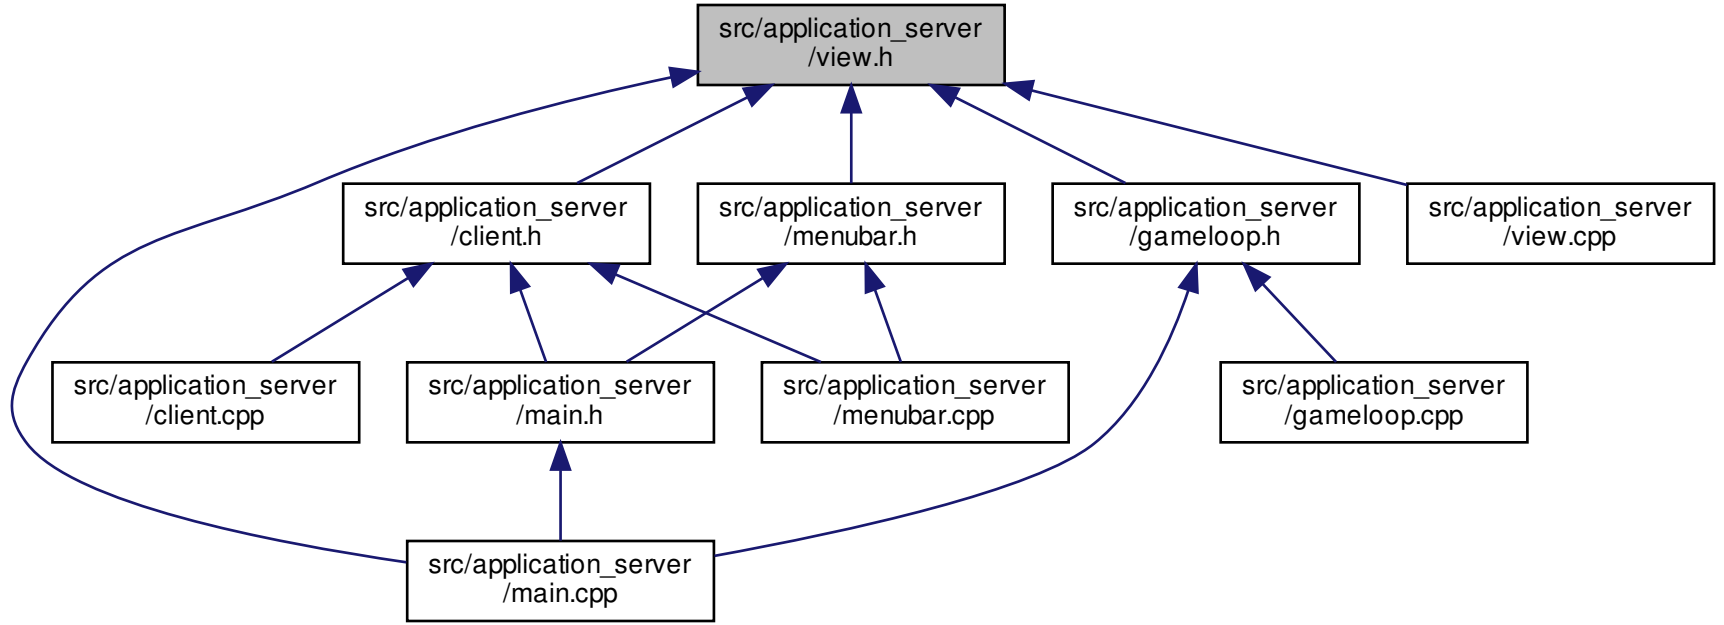 src/application_server
/view.h
src/application_server
/client.h
src/application_server
/menubar.h
src/application_server
/gameloop.h
src/application_server
/view.cpp
src/application_server
/client.cpp
src/application_server
/main.h
src/application_server
/menubar.cpp
src/application_server
/gameloop.cpp
src/application_server
/main.cpp